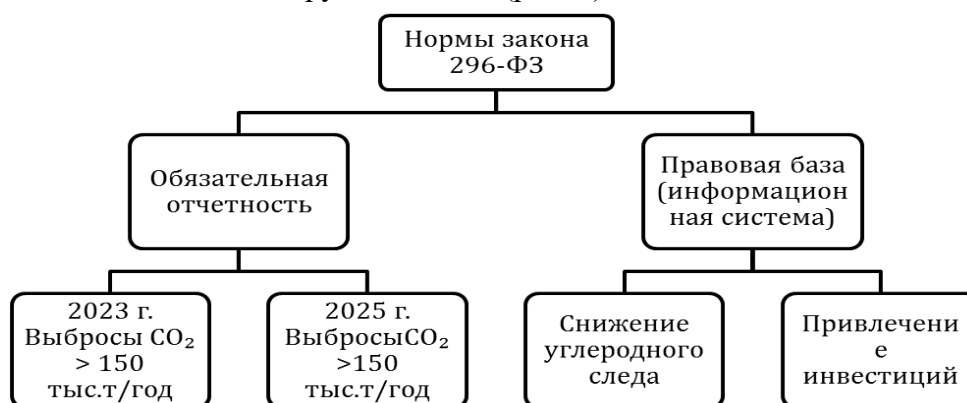 Нормы закона
296-ФЗ
Обязательная
отчетность
Правовая база
(информацион
ная система)
2023 г.
Выбросы CO₂
> 150
тыс.т/год
2025 г.
ВыбросыCO₂
>150
тыс.т/год
Снижение
углеродного
следа
Привлечени
е
инвестиций